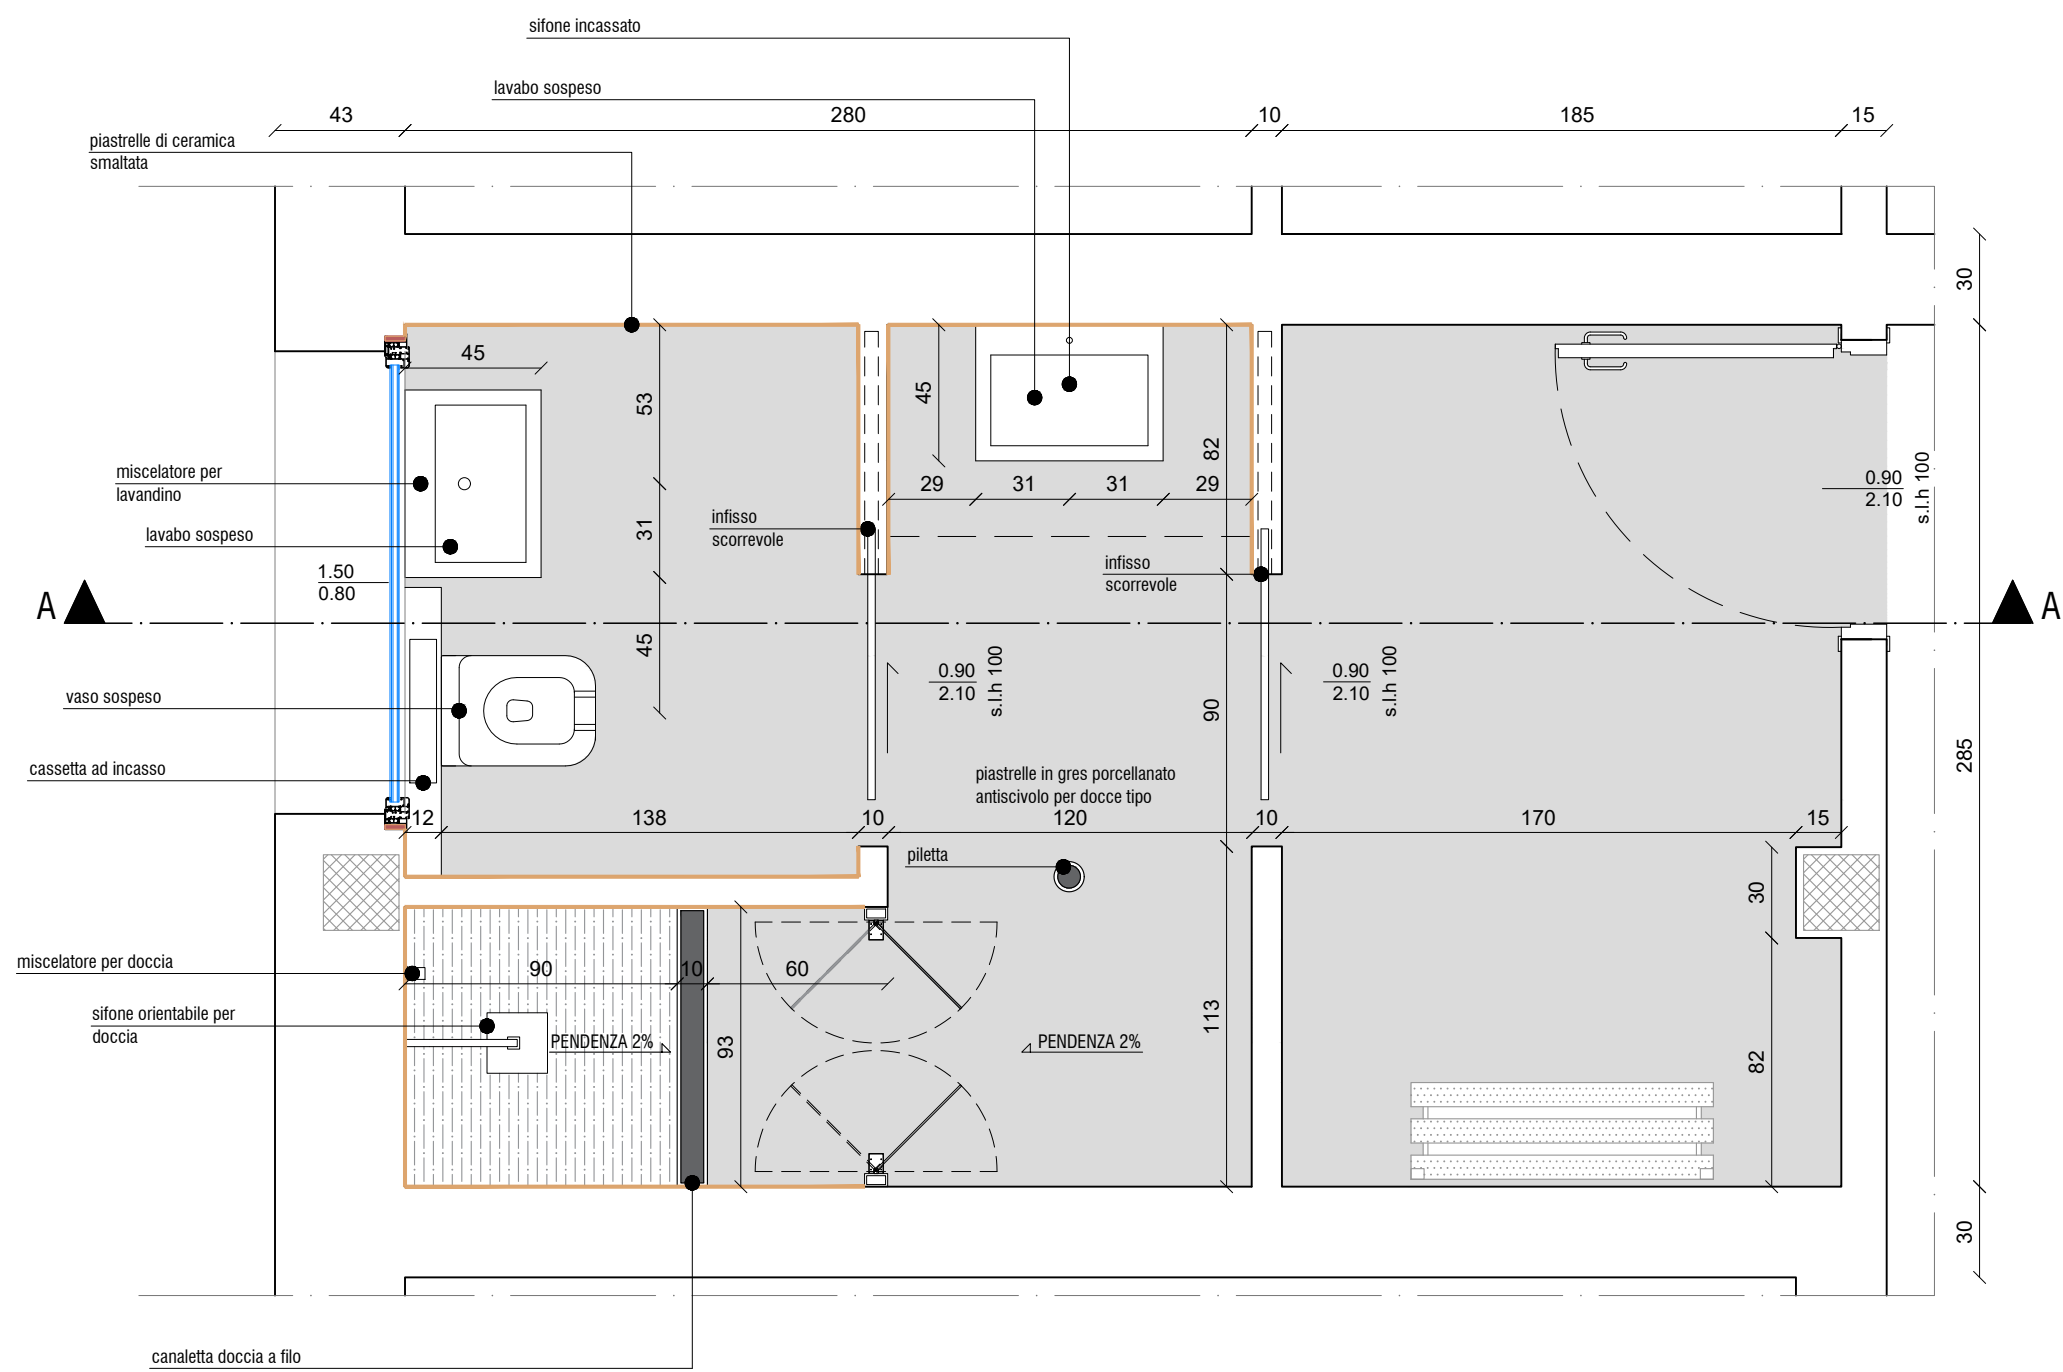 sifone incassato
lavabo sospeso
43
280
10
185
15
piastrelle di ceramica
smaltata
30
45
53
45
82
29
31
31
29
miscelatore per
lavandino
lavabo sospeso
31
infisso
scorrevole
infisso
scorrevole
0.90
2.10
s.l.h 100
1.50
0.80
A
A
45
0.90
2.10
s.l.h 100
0.90
2.10
s.l.h 100
vaso sospeso
90
285
cassetta ad incasso
piastrelle in gres porcellanato
antiscivolo per docce tipo
12
138
10
120
10
170
15
piletta
30
miscelatore per doccia
90
10
60
sifone orientabile per
doccia
PENDENZA 2%
93
113
PENDENZA 2%
82
30
canaletta doccia a filo